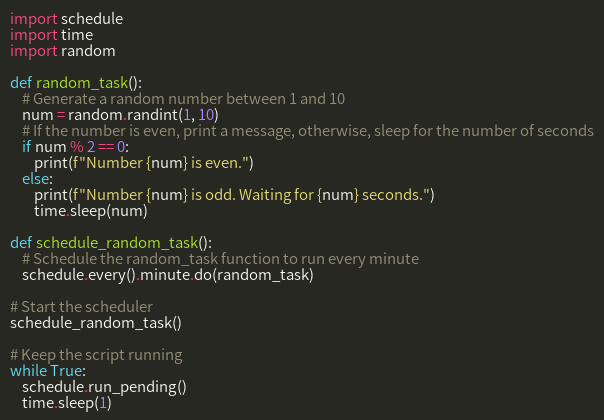 import schedule
import time
import random

def random_task():
    # Generate a random number between 1 and 10
    num = random.randint(1, 10)
    # If the number is even, print a message, otherwise, sleep for the number of seconds
    if num % 2 == 0:
        print(f"Number {num} is even.")
    else:
        print(f"Number {num} is odd. Waiting for {num} seconds.")
        time.sleep(num)

def schedule_random_task():
    # Schedule the random_task function to run every minute
    schedule.every().minute.do(random_task)

# Start the scheduler
schedule_random_task()

# Keep the script running
while True:
    schedule.run_pending()
    time.sleep(1)